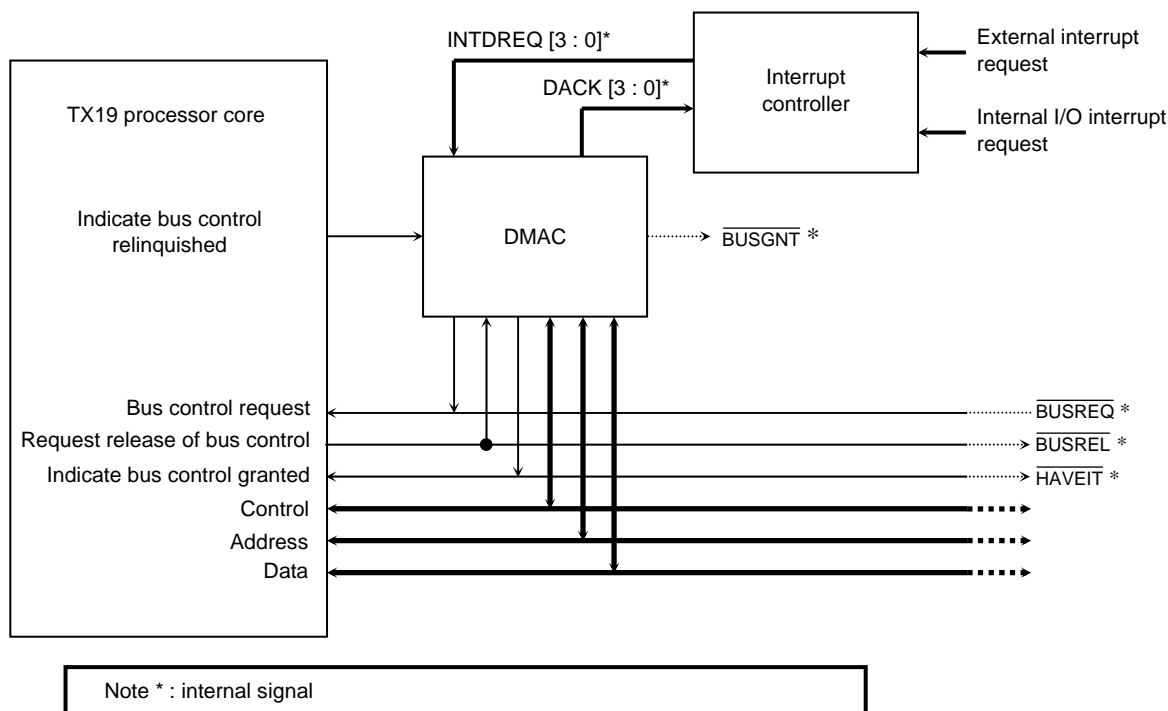 INTDREQ [3 : 0]*
DACK [3 : 0]*
Interrupt
controller
External interrupt
request
Internal I/O interrupt
request
TX19 processor core
Indicate bus control
relinquished
DMAC
BUSGNT *
Bus control request
BUSREQ *
Request release of bus control
BUSREL *
Indicate bus control granted
HAVEIT *
Control
Address
Data
Note * : internal signal